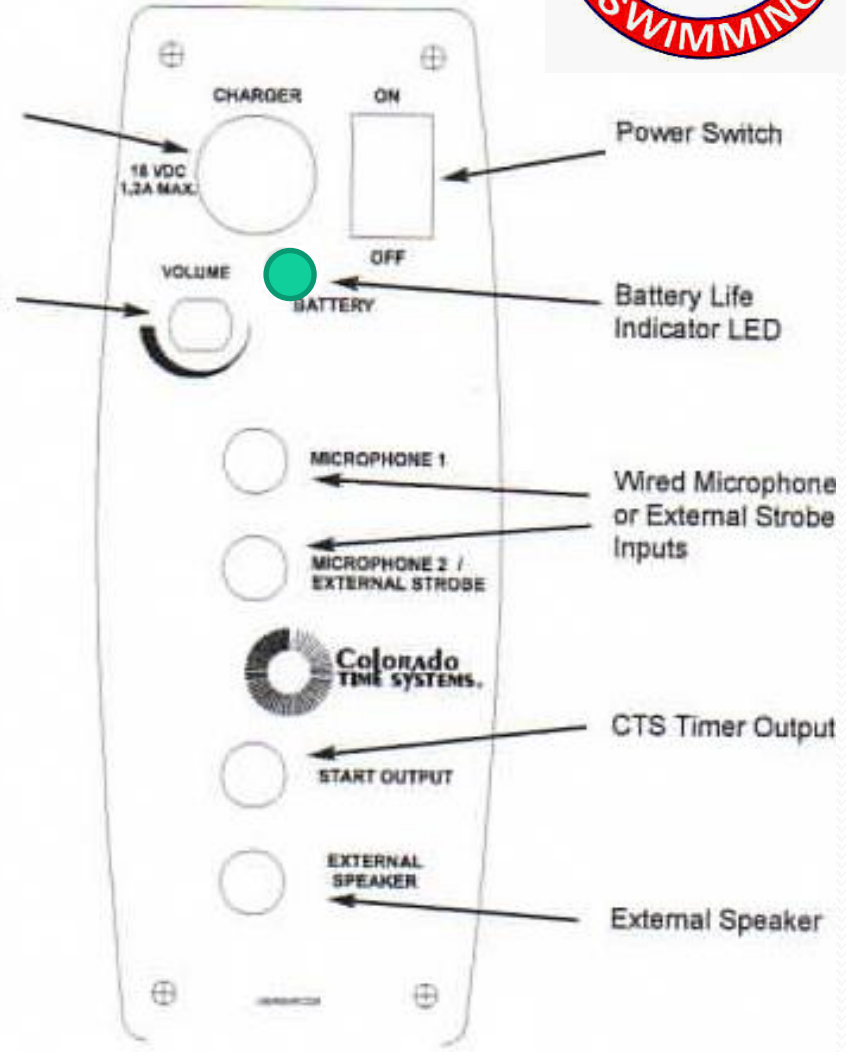 SWIMMING
CHARGER
ON
Power Switch
18 VDC
1.2A MAX.
OFF
VOLUME
BATTERY
Battery Life
Indicator LED
MICROPHONE 1
Wired Microphone
or External Strobe
Inputs
MICROPHONE 2 /
EXTERNAL STROBE
Colorado
TIME SYSTEMS.
CTS Timer Output
START OUTPUT
EXTERNAL
SPEAKER
External Speaker